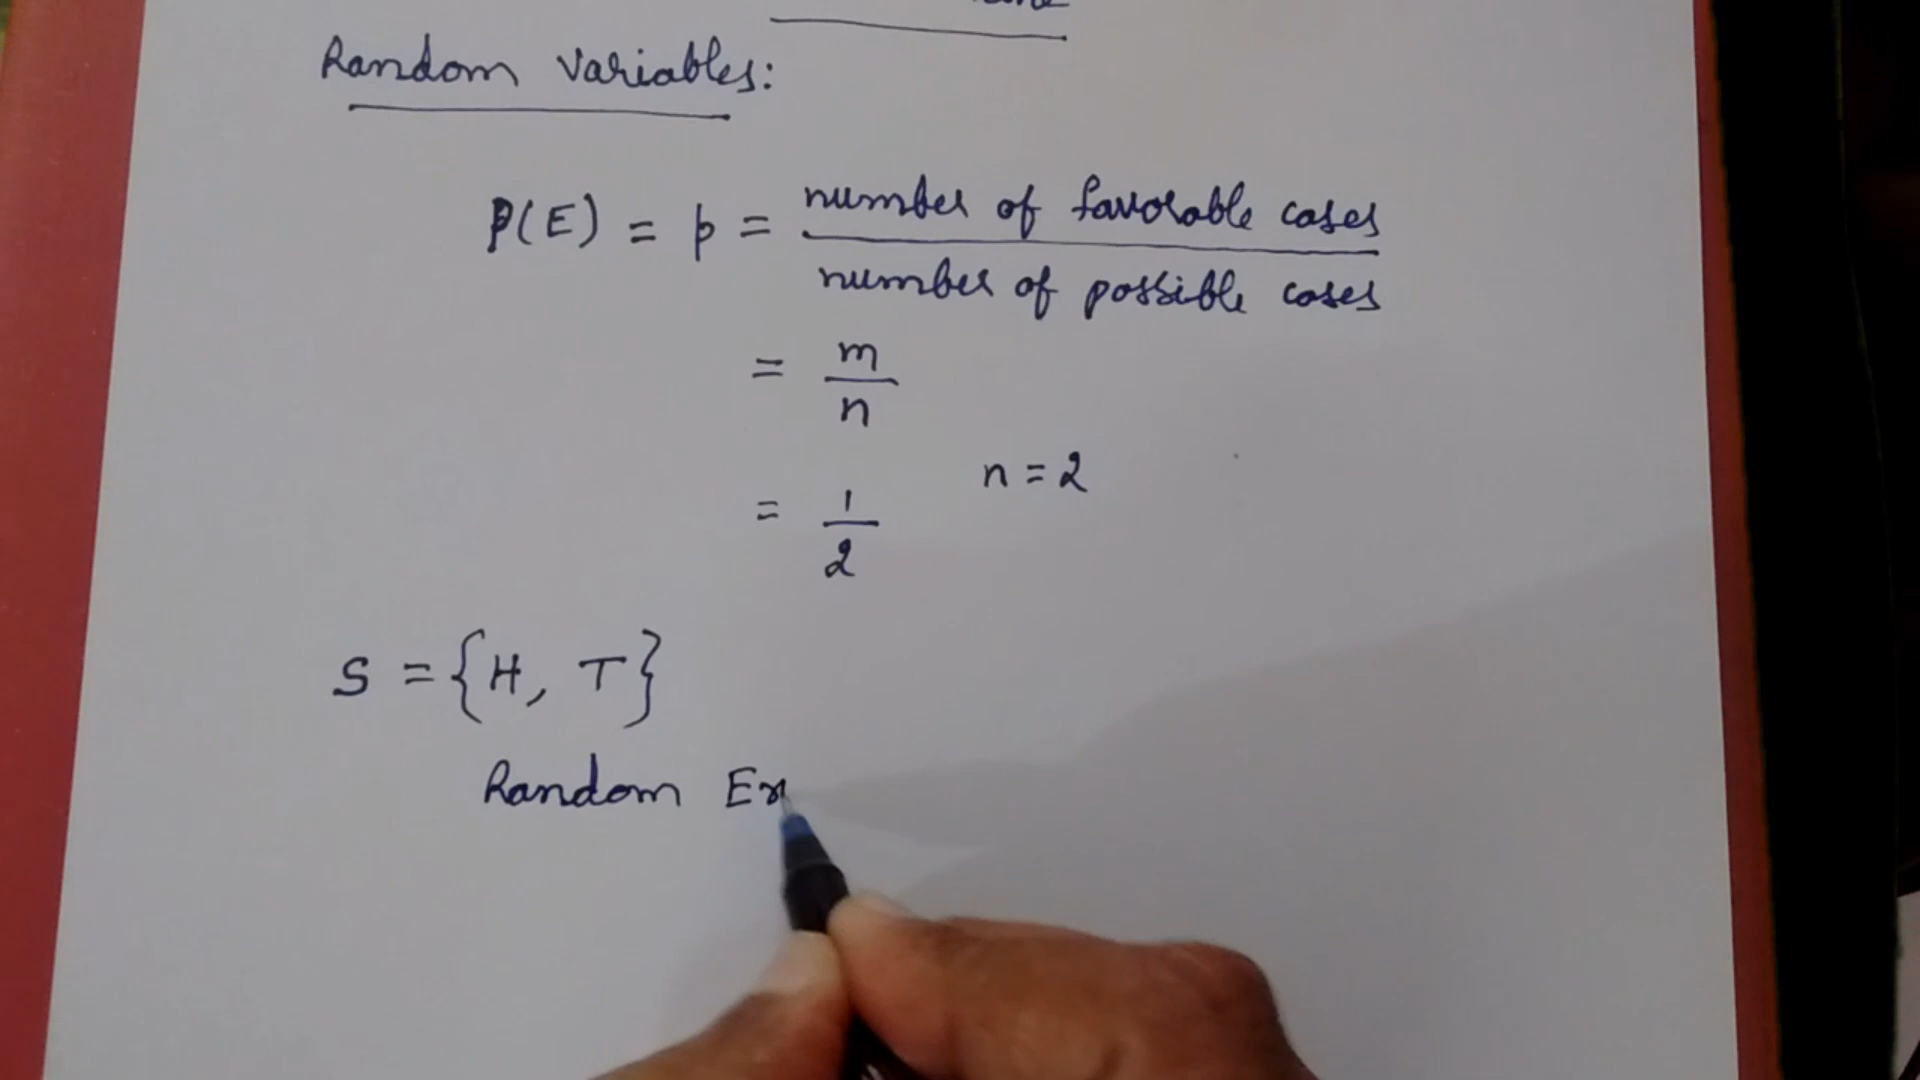 Random Variables:
P(E) = p = number of favorable cases
number of possible cases
= m
n
n = 2
= 1
2
S = {H, T}
Random Ex